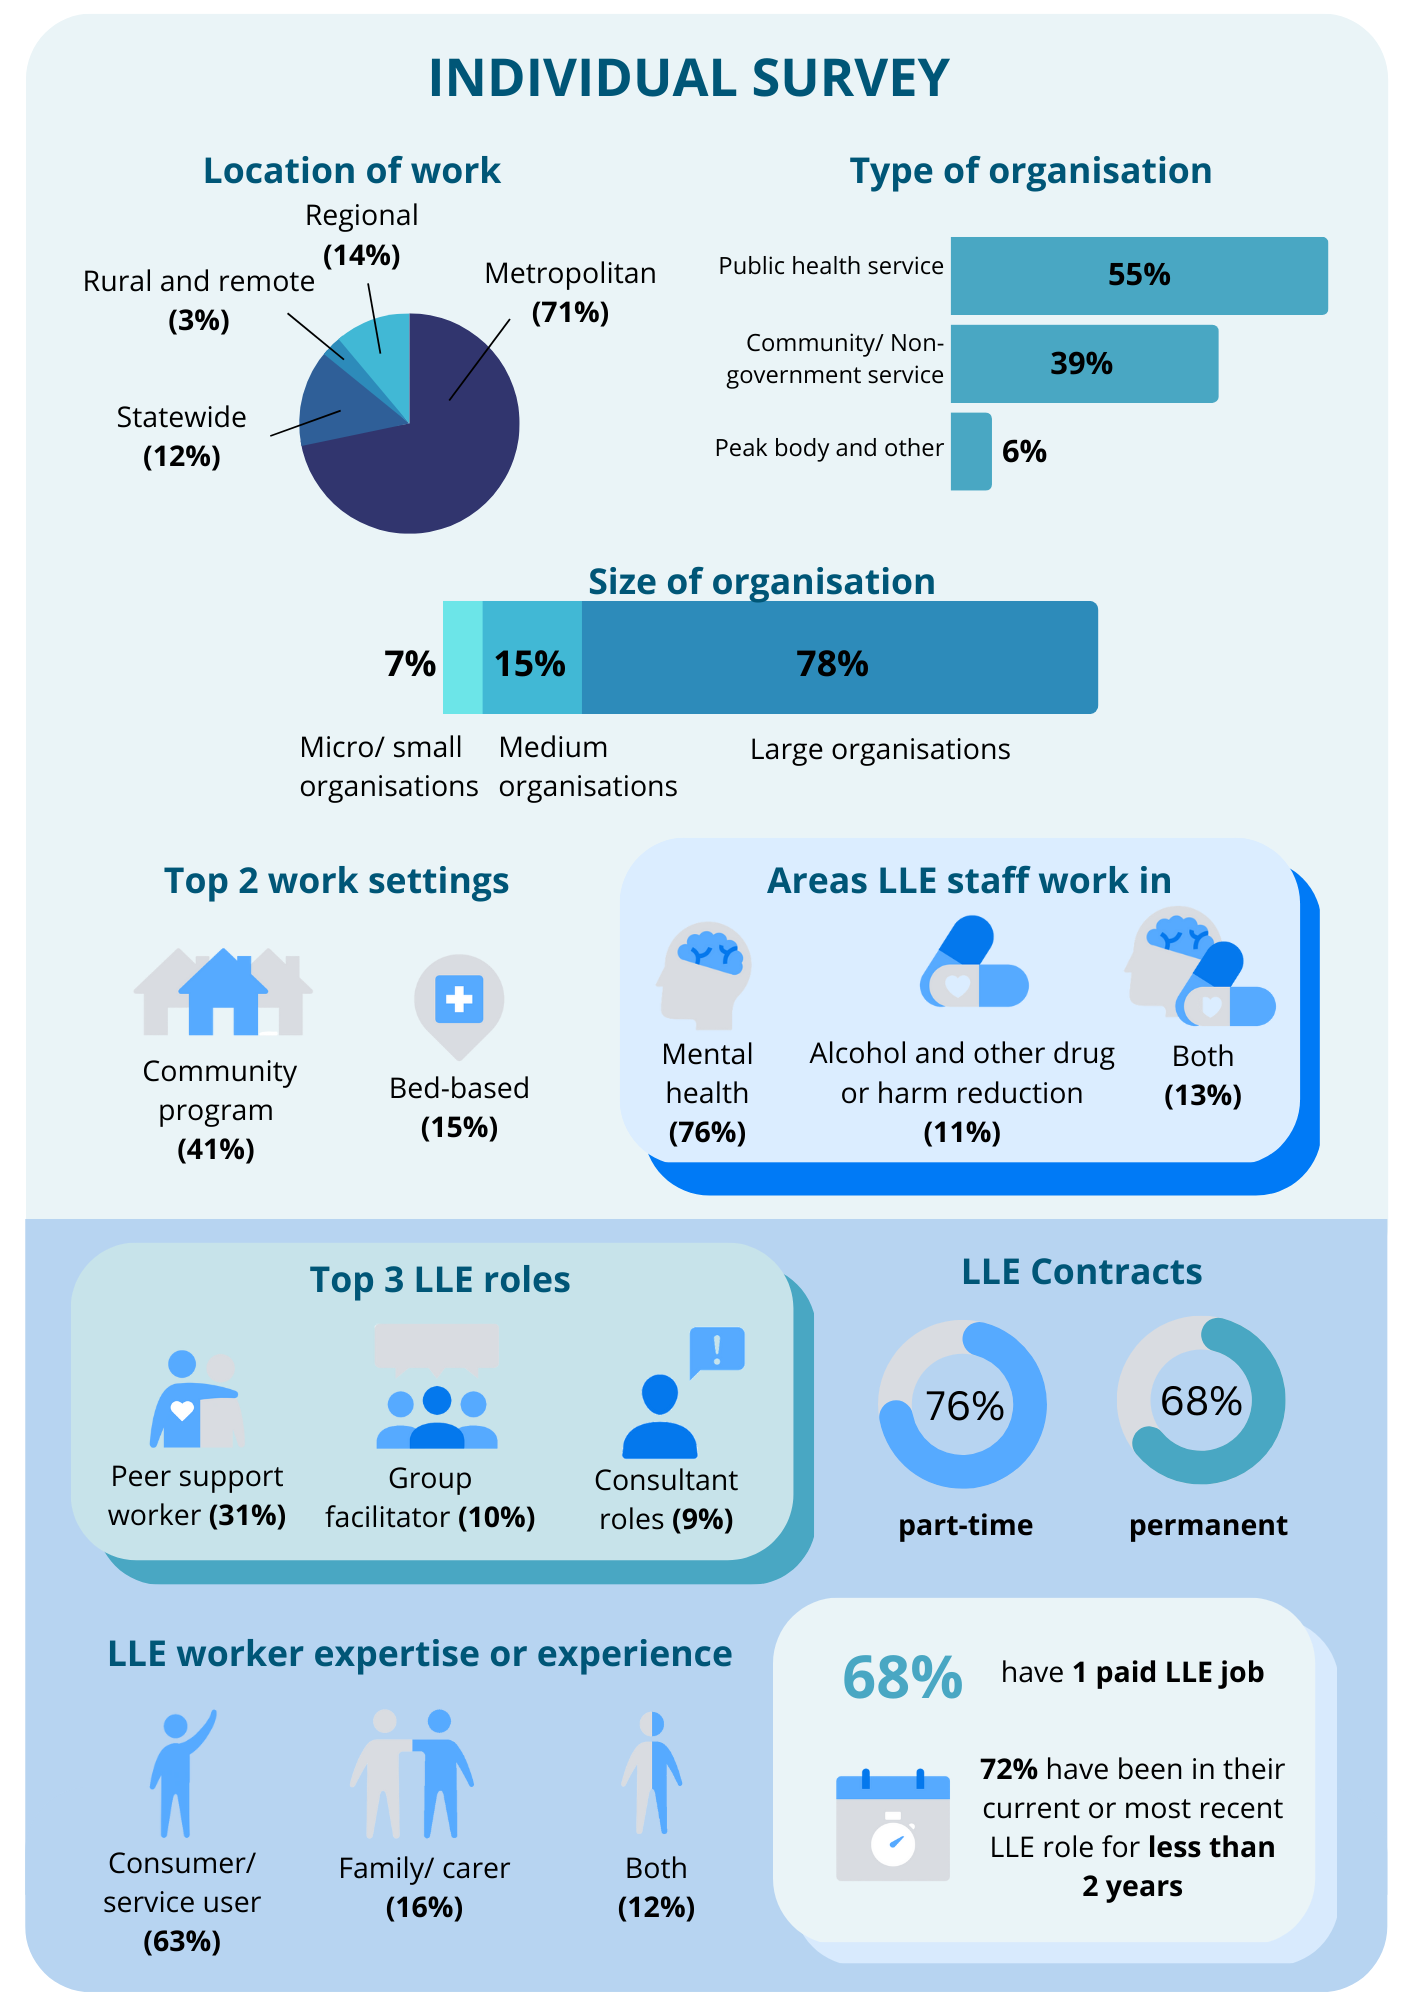 INDIVIDUAL SURVEY
Location of work
Regional
(14%)
Rural and remote
(3%)
Metropolitan
(71%)
Statewide
(12%)
Type of organisation
Public health service
55%
Community/ Non-
government service
39%
Peak body and other
6%
Size of organisation
7%
15%
78%
Micro/ small
organisations
Medium
organisations
Large organisations
Top 2 work settings
Community
program
(41%)
Bed-based
(15%)
Areas LLE staff work in
Mental
health
(76%)
Alcohol and other drug
or harm reduction
(11%)
Both
(13%)
Top 3 LLE roles
!
Peer support
worker (31%)
Group
facilitator (10%)
Consultant
roles (9%)
LLE Contracts
76%
part-time
68%
permanent
LLE worker expertise or experience
Consumer/
service user
(63%)
Family/ carer
(16%)
Both
(12%)
68% have 1 paid LLE job
72% have been in their
current or most recent
LLE role for less than
2 years